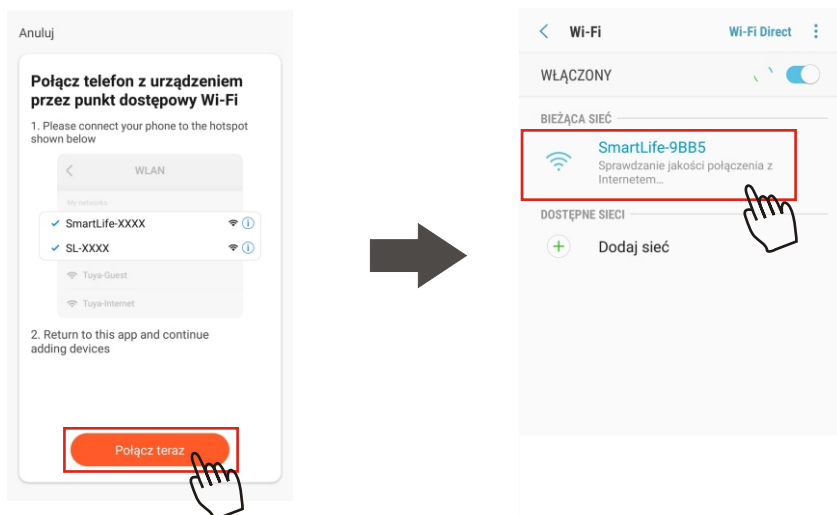 Anuluj
Połącz telefon z urządzeniem
przez punkt dostępowy Wi-Fi
1. Please connect your phone to the hotspot
shown below
WLAN
My networks
SmartLife-XXXX
SL-XXXX
Tuya-Guest
Tuya-Internet
2. Return to this app and continue
adding devices
Połącz teraz
Wi-Fi
Wi-Fi Direct
WŁĄCZONY
BIEŻĄCA SIEĆ
SmartLife-9BB5
Sprawdzanie jakości połączenia z
Internetem...
DOSTĘPNE SIECI
Dodaj sieć